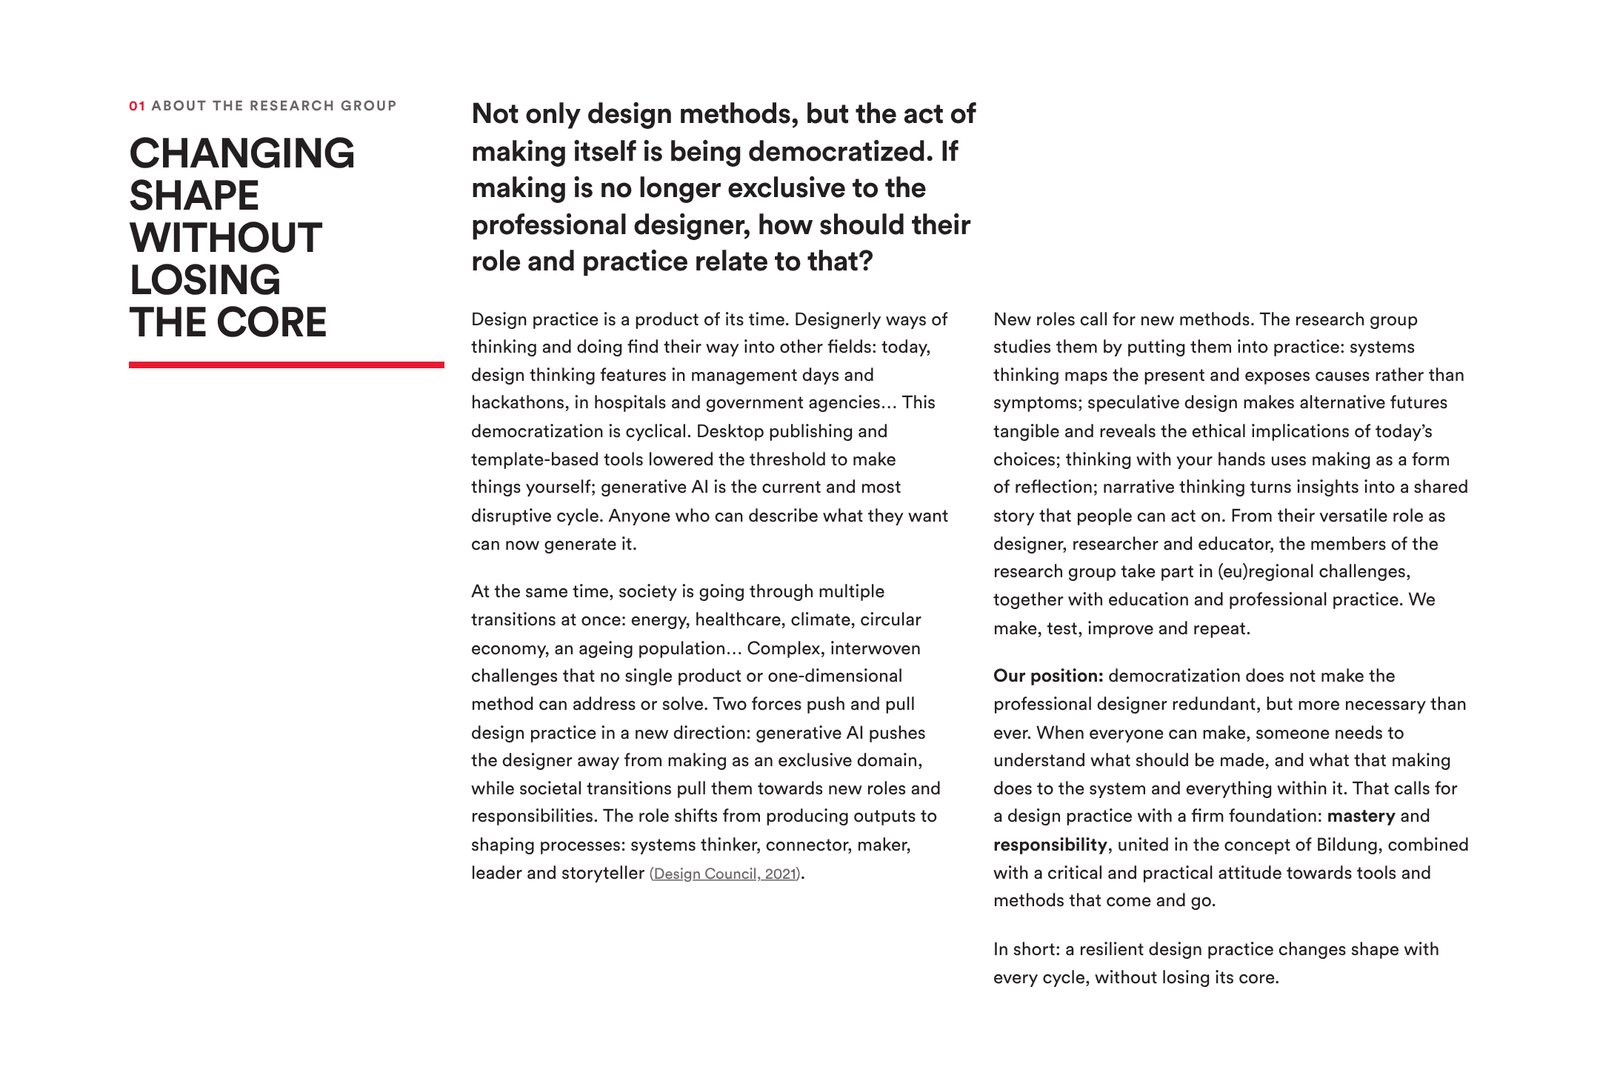 01 ABOUT THE RESEARCH GROUP
CHANGING
SHAPE
WITHOUT
LOSING
THE CORE
Not only design methods, but the act of
making itself is being democratized. If
making is no longer exclusive to the
professional designer, how should their
role and practice relate to that?
Design practice is a product of its time. Designerly ways of
thinking and doing find their way into other fields: today,
design thinking features in management days and
hackathons, in hospitals and government agencies… This
democratization is cyclical. Desktop publishing and
template-based tools lowered the threshold to make
things yourself; generative AI is the current and most
disruptive cycle. Anyone who can describe what they want
can now generate it.
At the same time, society is going through multiple
transitions at once: energy, healthcare, climate, circular
economy, an ageing population… Complex, interwoven
challenges that no single product or one-dimensional
method can address or solve. Two forces push and pull
design practice in a new direction: generative AI pushes
the designer away from making as an exclusive domain,
while societal transitions pull them towards new roles and
responsibilities. The role shifts from producing outputs to
shaping processes: systems thinker, connector, maker,
leader and storyteller (Design Council, 2021).
New roles call for new methods. The research group
studies them by putting them into practice: systems
thinking maps the present and exposes causes rather than
symptoms; speculative design makes alternative futures
tangible and reveals the ethical implications of today’s
choices; thinking with your hands uses making as a form
of reflection; narrative thinking turns insights into a shared
story that people can act on. From their versatile role as
designer, researcher and educator, the members of the
research group take part in (eu)regional challenges,
together with education and professional practice. We
make, test, improve and repeat.
Our position: democratization does not make the
professional designer redundant, but more necessary than
ever. When everyone can make, someone needs to
understand what should be made, and what that making
does to the system and everything within it. That calls for
a design practice with a firm foundation: mastery and
responsibility, united in the concept of Bildung, combined
with a critical and practical attitude towards tools and
methods that come and go.
In short: a resilient design practice changes shape with
every cycle, without losing its core.